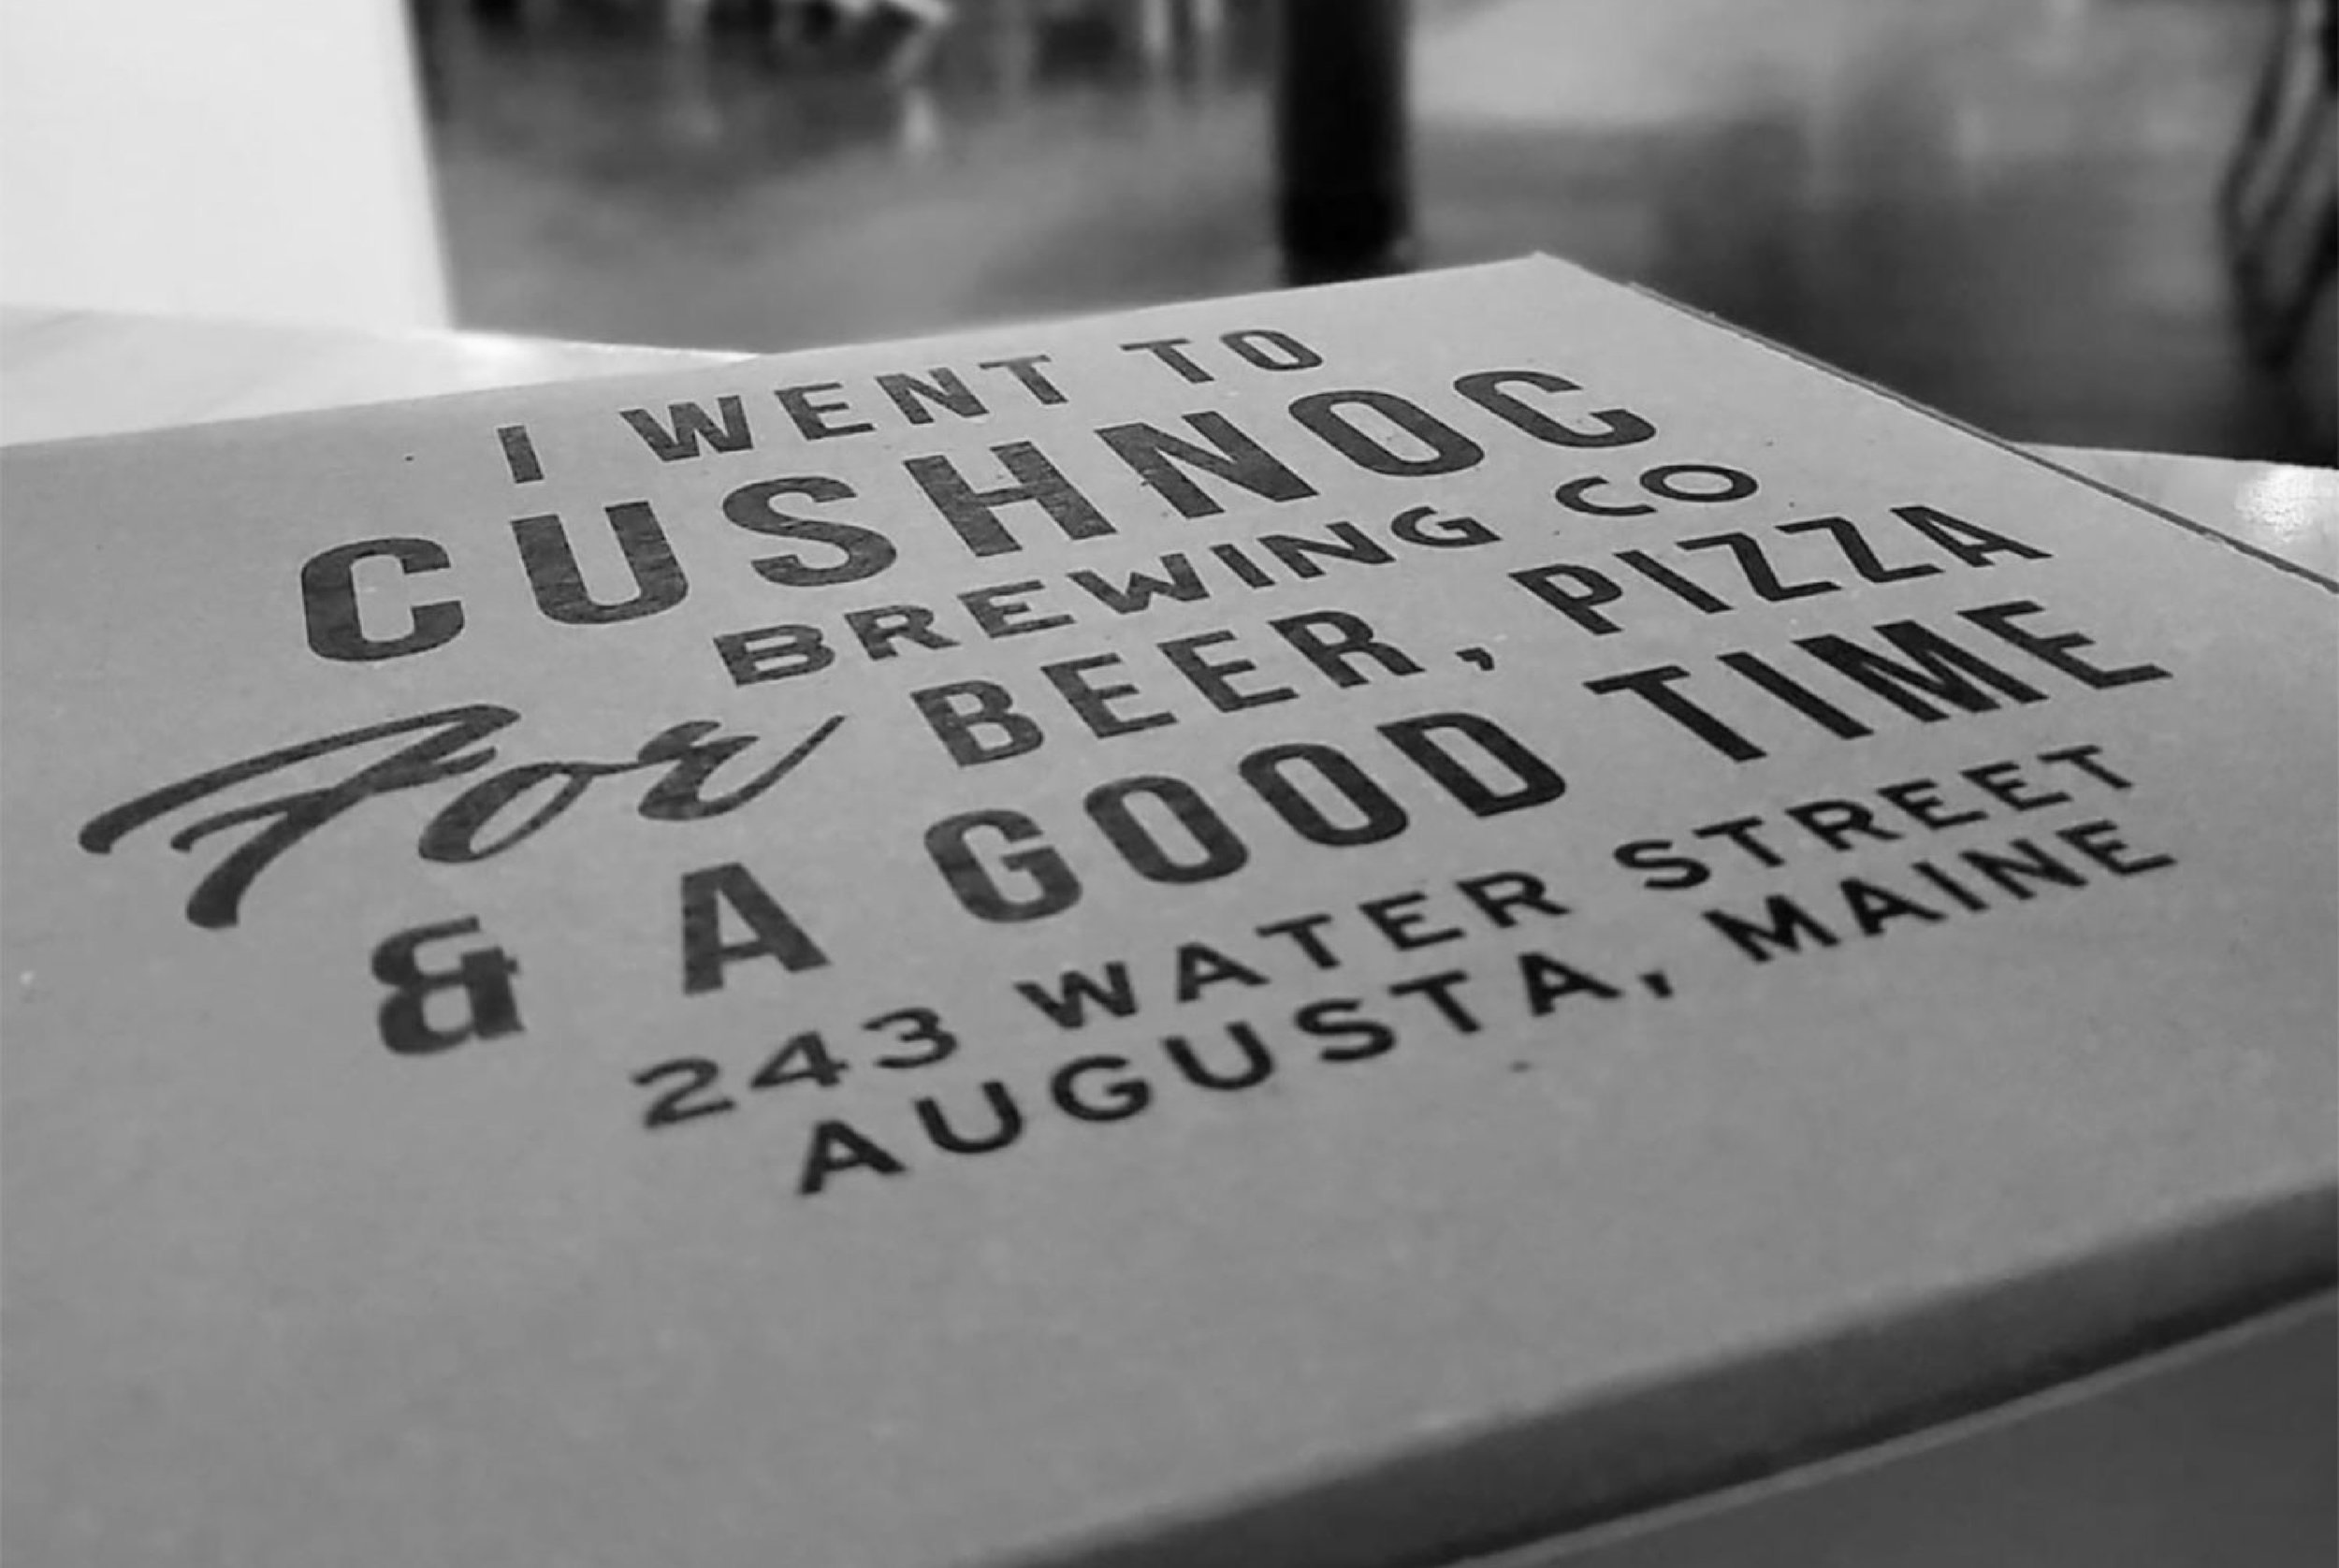 I WENT TO
CUSHNOC
BREWING CO
For BEER, PIZZA
& A GOOD TIME
243 WATER STREET
AUGUSTA, MAINE